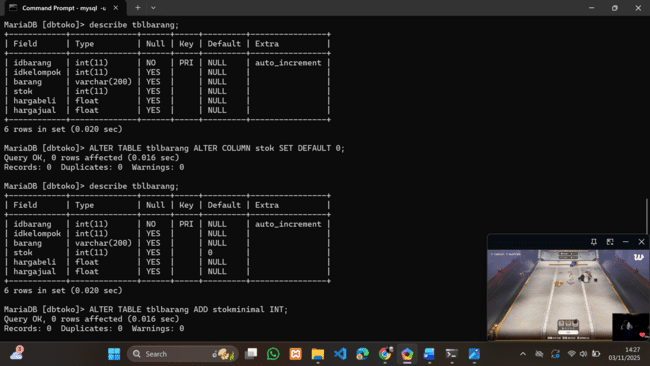 Command Prompt - mysql -u
MariaDB [dbtoko]> describe tblbarang;
+------------+--------------+------+-----+---------+----------------+
| Field | Type | Null | Key | Default | Extra |
+------------+--------------+------+-----+---------+----------------+
| idbarang | int(11) | NO | PRI | NULL | auto_increment |
| idkelompok | int(11) | YES | | NULL | |
| barang | varchar(200) | YES | | NULL | |
| stok | int(11) | YES | | NULL | |
| hargabeli | float | YES | | NULL | |
| hargajual | float | YES | | NULL | |
+------------+--------------+------+-----+---------+----------------+
6 rows in set (0.020 sec)
MariaDB [dbtoko]> ALTER TABLE tblbarang ALTER COLUMN stok SET DEFAULT 0;
Query OK, 0 rows affected (0.016 sec)
Records: 0 Duplicates: 0 Warnings: 0
MariaDB [dbtoko]> describe tblbarang;
+------------+--------------+------+-----+---------+----------------+
| Field | Type | Null | Key | Default | Extra |
+------------+--------------+------+-----+---------+----------------+
| idbarang | int(11) | NO | PRI | NULL | auto_increment |
| idkelompok | int(11) | YES | | NULL | |
| barang | varchar(200) | YES | | NULL | |
| stok | int(11) | YES | | 0 | |
| hargabeli | float | YES | | NULL | |
| hargajual | float | YES | | NULL | |
+------------+--------------+------+-----+---------+----------------+
6 rows in set (0.020 sec)
MariaDB [dbtoko]> ALTER TABLE tblbarang ADD stokminimal INT;
Query OK, 0 rows affected (0.016 sec)
Records: 0 Duplicates: 0 Warnings: 0
Search
14:27
03/11/2025